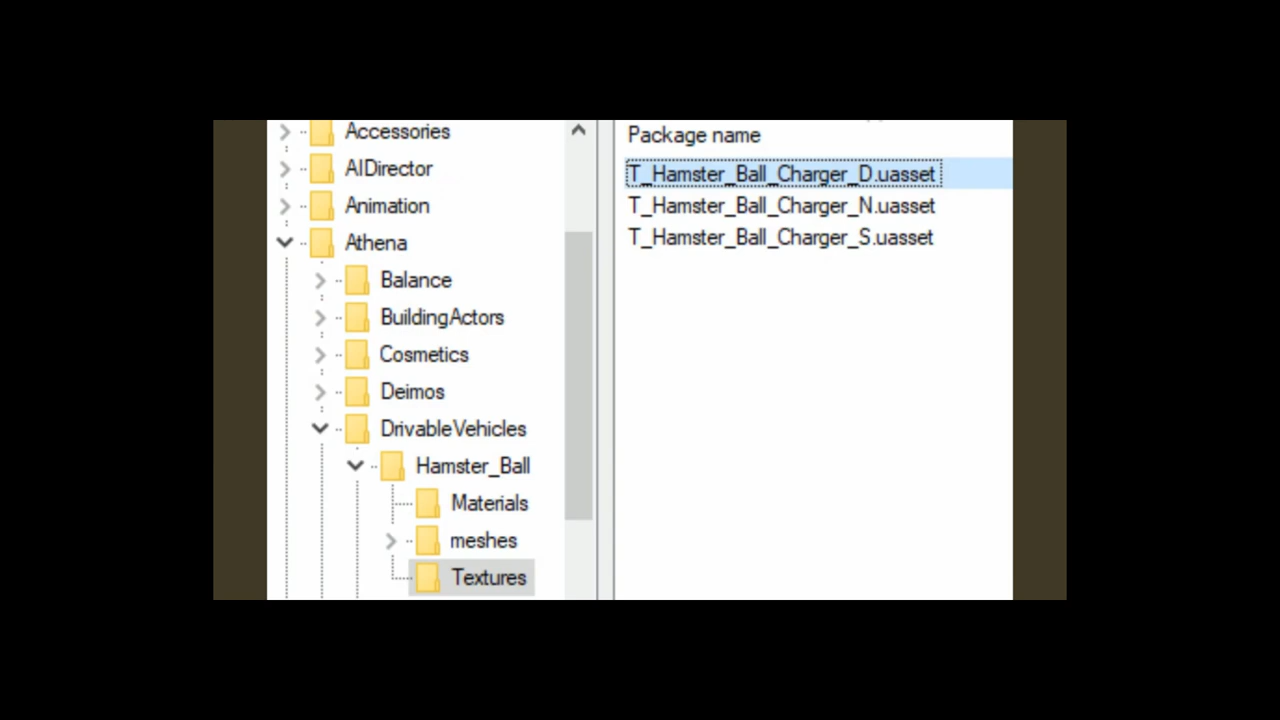 Accessories
AIDirector
Animation
Athena
Balance
BuildingActors
Cosmetics
Deimos
DrivableVehicles
Hamster_Ball
Materials
meshes
Textures
Package name
T_Hamster_Ball_Charger_D.uasset
T_Hamster_Ball_Charger_N.uasset
T_Hamster_Ball_Charger_S.uasset